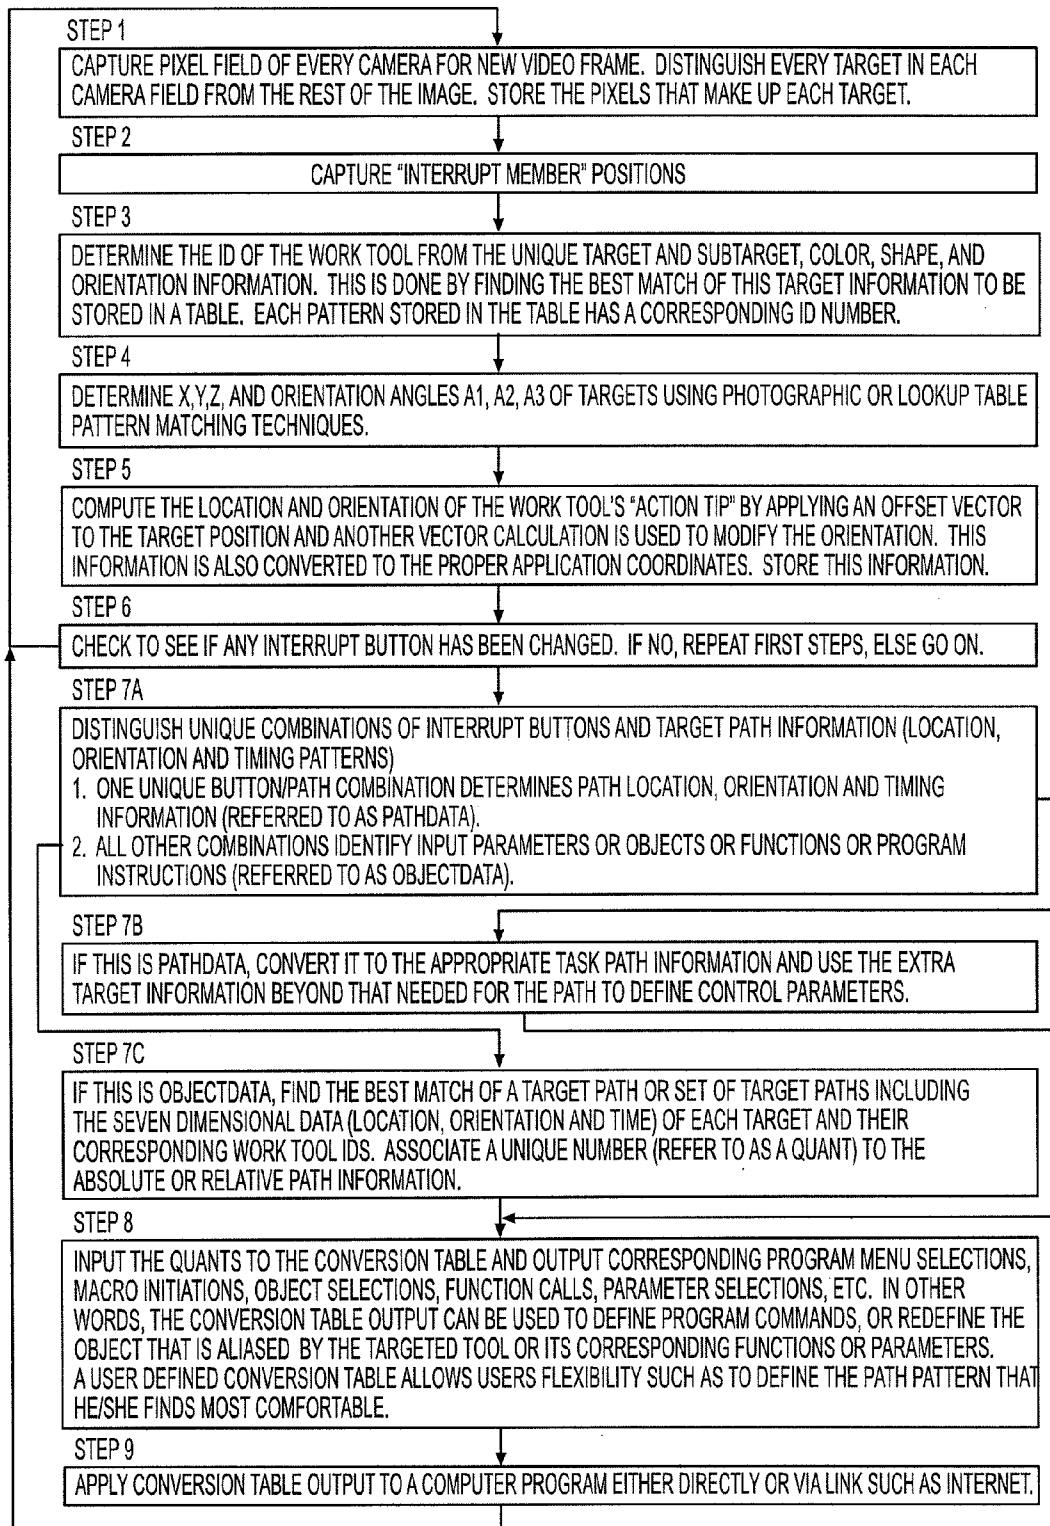 STEP 1
CAPTURE PIXEL FIELD OF EVERY CAMERA FOR NEW VIDEO FRAME. DISTINGUISH EVERY TARGET IN EACH
CAMERA FIELD FROM THE REST OF THE IMAGE. STORE THE PIXELS THAT MAKE UP EACH TARGET.
STEP 2
CAPTURE "INTERRUPT MEMBER" POSITIONS
STEP 3
DETERMINE THE ID OF THE WORK TOOL FROM THE UNIQUE TARGET AND SUBTARGET, COLOR, SHAPE, AND
ORIENTATION INFORMATION. THIS IS DONE BY FINDING THE BEST MATCH OF THIS TARGET INFORMATION TO BE
STORED IN A TABLE. EACH PATTERN STORED IN THE TABLE HAS A CORRESPONDING ID NUMBER.
STEP 4
DETERMINE X,Y,Z, AND ORIENTATION ANGLES A1, A2, A3 OF TARGETS USING PHOTOGRAPHIC OR LOOKUP TABLE
PATTERN MATCHING TECHNIQUES.
STEP 5
COMPUTE THE LOCATION AND ORIENTATION OF THE WORK TOOL'S "ACTION TIP" BY APPLYING AN OFFSET VECTOR
TO THE TARGET POSITION AND ANOTHER VECTOR CALCULATION IS USED TO MODIFY THE ORIENTATION. THIS
INFORMATION IS ALSO CONVERTED TO THE PROPER APPLICATION COORDINATES. STORE THIS INFORMATION.
STEP 6
CHECK TO SEE IF ANY INTERRUPT BUTTON HAS BEEN CHANGED. IF NO, REPEAT FIRST STEPS, ELSE GO ON.
STEP 7A
DISTINGUISH UNIQUE COMBINATIONS OF INTERRUPT BUTTONS AND TARGET PATH INFORMATION (LOCATION,
ORIENTATION AND TIMING PATTERNS)
1. ONE UNIQUE BUTTON/PATH COMBINATION DETERMINES PATH LOCATION, ORIENTATION AND TIMING
INFORMATION (REFERRED TO AS PATHDATA).
2. ALL OTHER COMBINATIONS IDENTIFY INPUT PARAMETERS OR OBJECTS OR FUNCTIONS OR PROGRAM
INSTRUCTIONS (REFERRED TO AS OBJECTDATA).
STEP 7B
IF THIS IS PATHDATA, CONVERT IT TO THE APPROPRIATE TASK PATH INFORMATION AND USE THE EXTRA
TARGET INFORMATION BEYOND THAT NEEDED FOR THE PATH TO DEFINE CONTROL PARAMETERS.
STEP 7C
IF THIS IS OBJECTDATA, FIND THE BEST MATCH OF A TARGET PATH OR SET OF TARGET PATHS INCLUDING
THE SEVEN DIMENSIONAL DATA (LOCATION, ORIENTATION AND TIME) OF EACH TARGET AND THEIR
CORRESPONDING WORK TOOL IDS. ASSOCIATE A UNIQUE NUMBER (REFER TO AS A QUANT) TO THE
ABSOLUTE OR RELATIVE PATH INFORMATION.
STEP 8
INPUT THE QUANTS TO THE CONVERSION TABLE AND OUTPUT CORRESPONDING PROGRAM MENU SELECTIONS,
MACRO INITIATIONS, OBJECT SELECTIONS, FUNCTION CALLS, PARAMETER SELECTIONS, ETC. IN OTHER
WORDS, THE CONVERSION TABLE OUTPUT CAN BE USED TO DEFINE PROGRAM COMMANDS, OR REDEFINE THE
OBJECT THAT IS ALIASED BY THE TARGETED TOOL OR ITS CORRESPONDING FUNCTIONS OR PARAMETERS.
A USER DEFINED CONVERSION TABLE ALLOWS USERS FLEXIBILITY SUCH AS TO DEFINE THE PATH PATTERN THAT
HE/SHE FINDS MOST COMFORTABLE.
STEP 9
APPLY CONVERSION TABLE OUTPUT TO A COMPUTER PROGRAM EITHER DIRECTLY OR VIA LINK SUCH AS INTERNET.